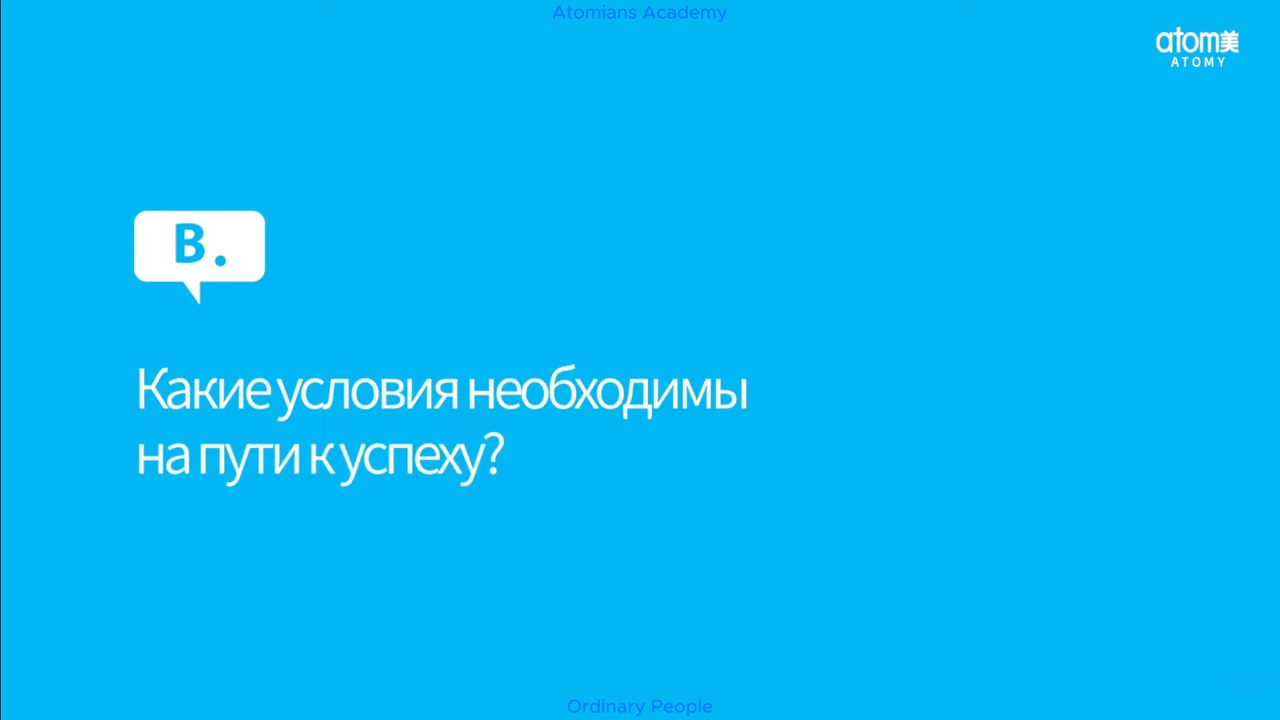 Atomians Academy
atom美
ATOMY
В.
Какие условия необходимы
на пути к успеху?
Ordinary People